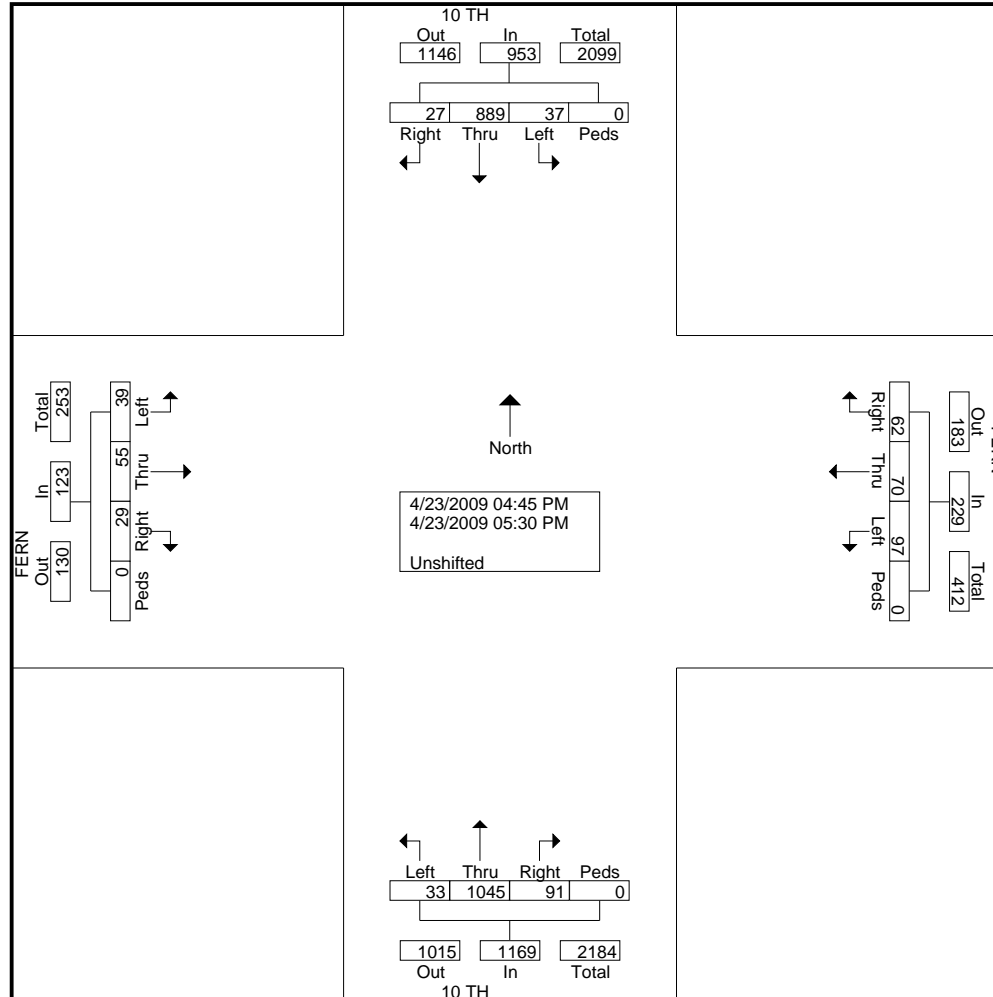 10 TH
Out In Total
1146 953 2099
27 889 37 0
Right Thru Left Peds
FERN
Total In Out
253 123 130
39 55 29 0
Left Thru Right Peds
North
4/23/2009 04:45 PM
4/23/2009 05:30 PM
Unshifted
Right Thru Left Peds
62 70 97 0
Out In Total
183 229 412
Left Thru Right Peds
33 1045 91 0
1015 1169 2184
Out In Total
10 TH